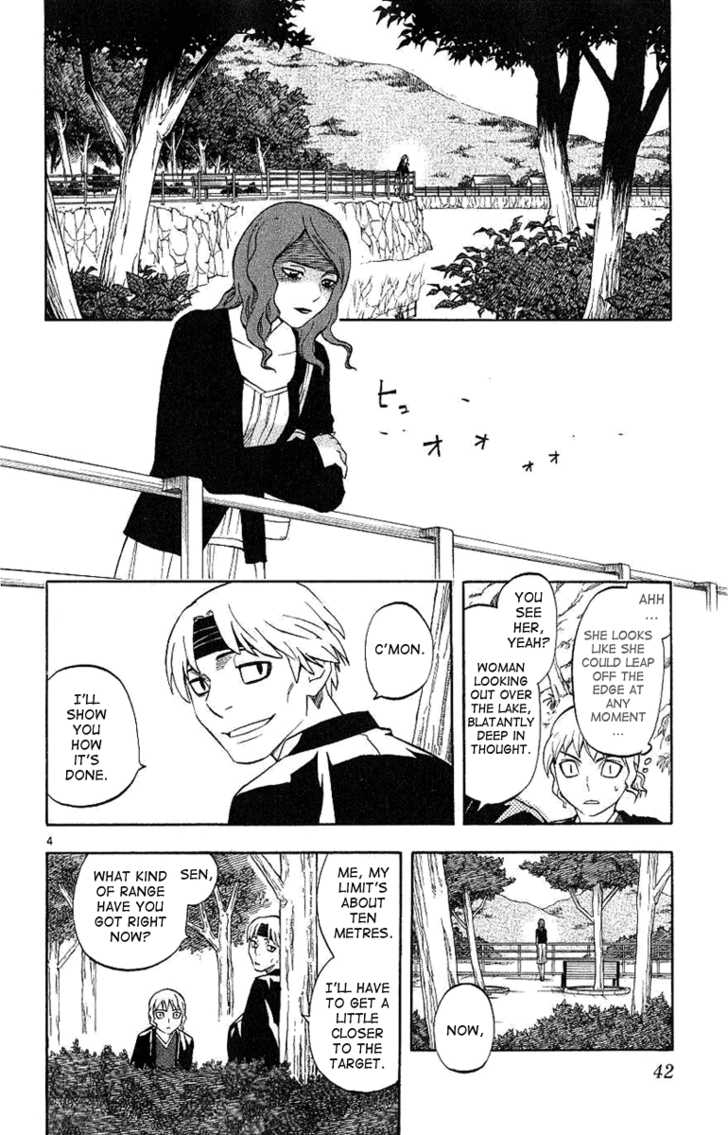 ヒュオオオオ
AHH
...
SHE LOOKS
LIKE SHE
COULD LEAP
OFF THE
EDGE AT
ANY
MOMENT
...
YOU
SEE
HER,
YEAH?
WOMAN
LOOKING
OUT OVER
THE LAKE,
BLATANTLY
DEEP IN
THOUGHT.
C'MON.
I'LL
SHOW
YOU
HOW
IT'S
DONE.
4
NOW,
SEN,
WHAT KIND
OF RANGE
HAVE YOU
GOT RIGHT
NOW?
ME, MY
LIMIT'S
ABOUT
TEN
METRES.
I'LL HAVE
TO GET A
LITTLE
CLOSER
TO THE
TARGET.
42